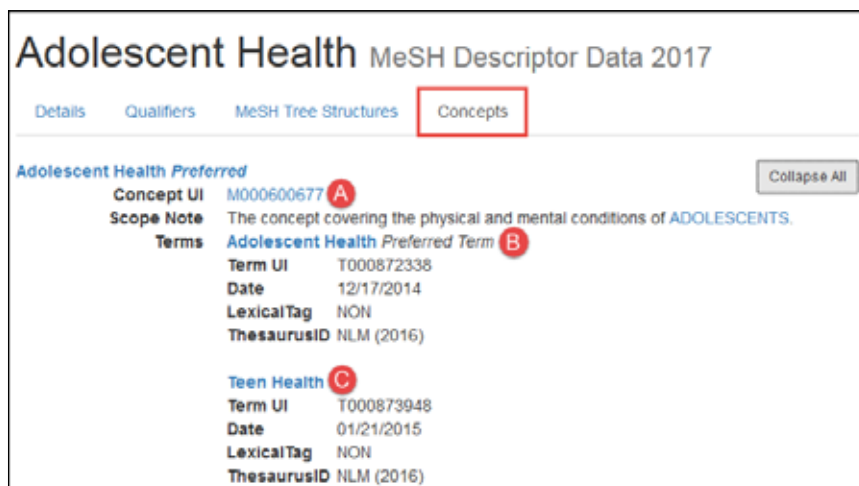 Adolescent Health MeSH Descriptor Data 2017
Details Qualifiers MeSH Tree Structures Concepts
Adolescent Health Preferred Collapse All
Concept UI M000600677 A
Scope Note The concept covering the physical and mental conditions of ADOLESCENTS.
Terms Adolescent Health Preferred Term B
Term UI T000872338
Date 12/17/2014
LexicalTag NON
ThesaurusID NLM (2016)
Teen Health C
Term UI T000873948
Date 01/21/2015
LexicalTag NON
ThesaurusID NLM (2016)